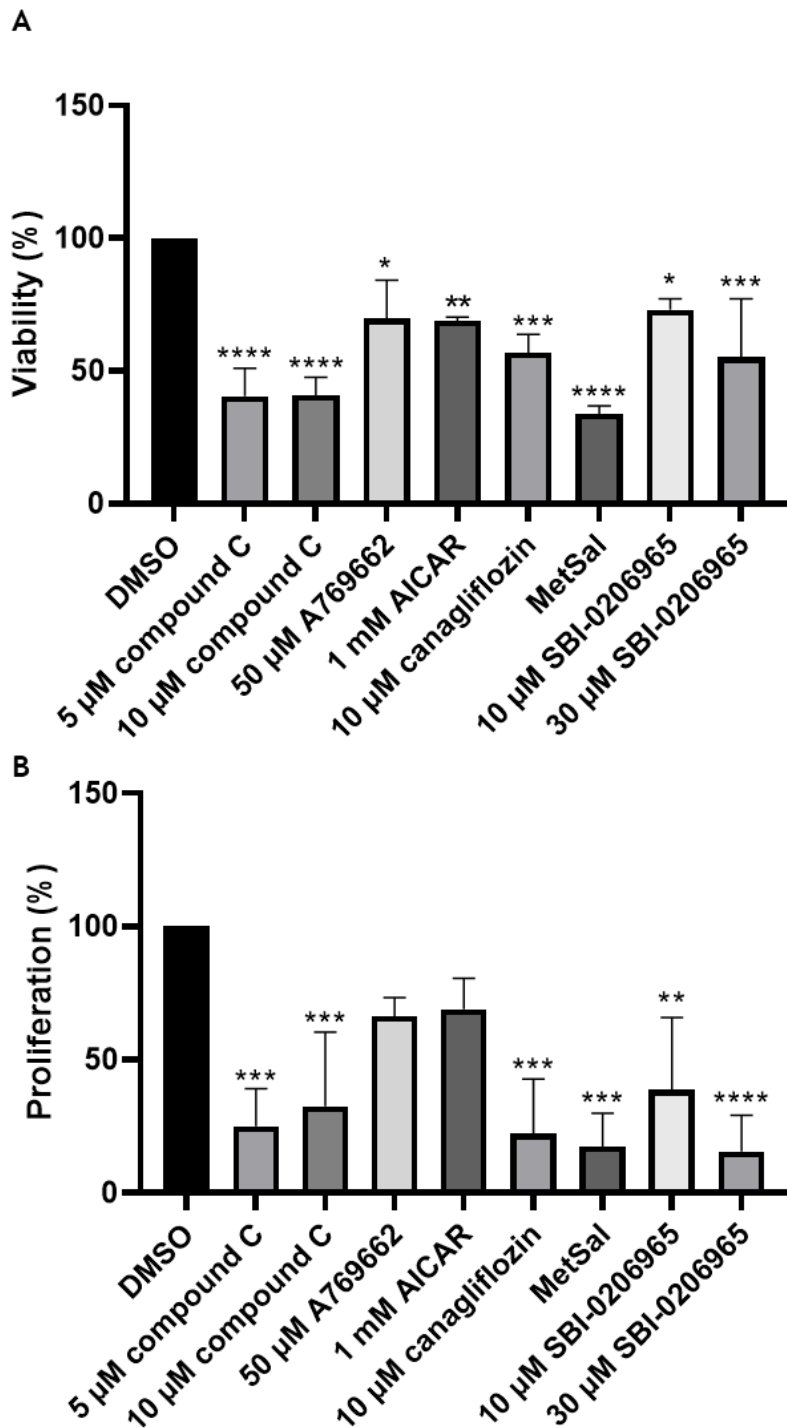 A
Viability (%)
150
100
50
0
****
****
*
**
***
****
*
***
DMSO
5 µM compound C
10 µM compound C
50 µM A769662
1 mM AICAR
10 µM canagliflozin
MetSal
10 µM SBI-0206965
30 µM SBI-0206965
B
Proliferation (%)
150
100
50
0
***
***
***
***
**
****
DMSO
5 µM compound C
10 µM compound C
50 µM A769662
1 mM AICAR
10 µM canagliflozin
MetSal
10 µM SBI-0206965
30 µM SBI-0206965